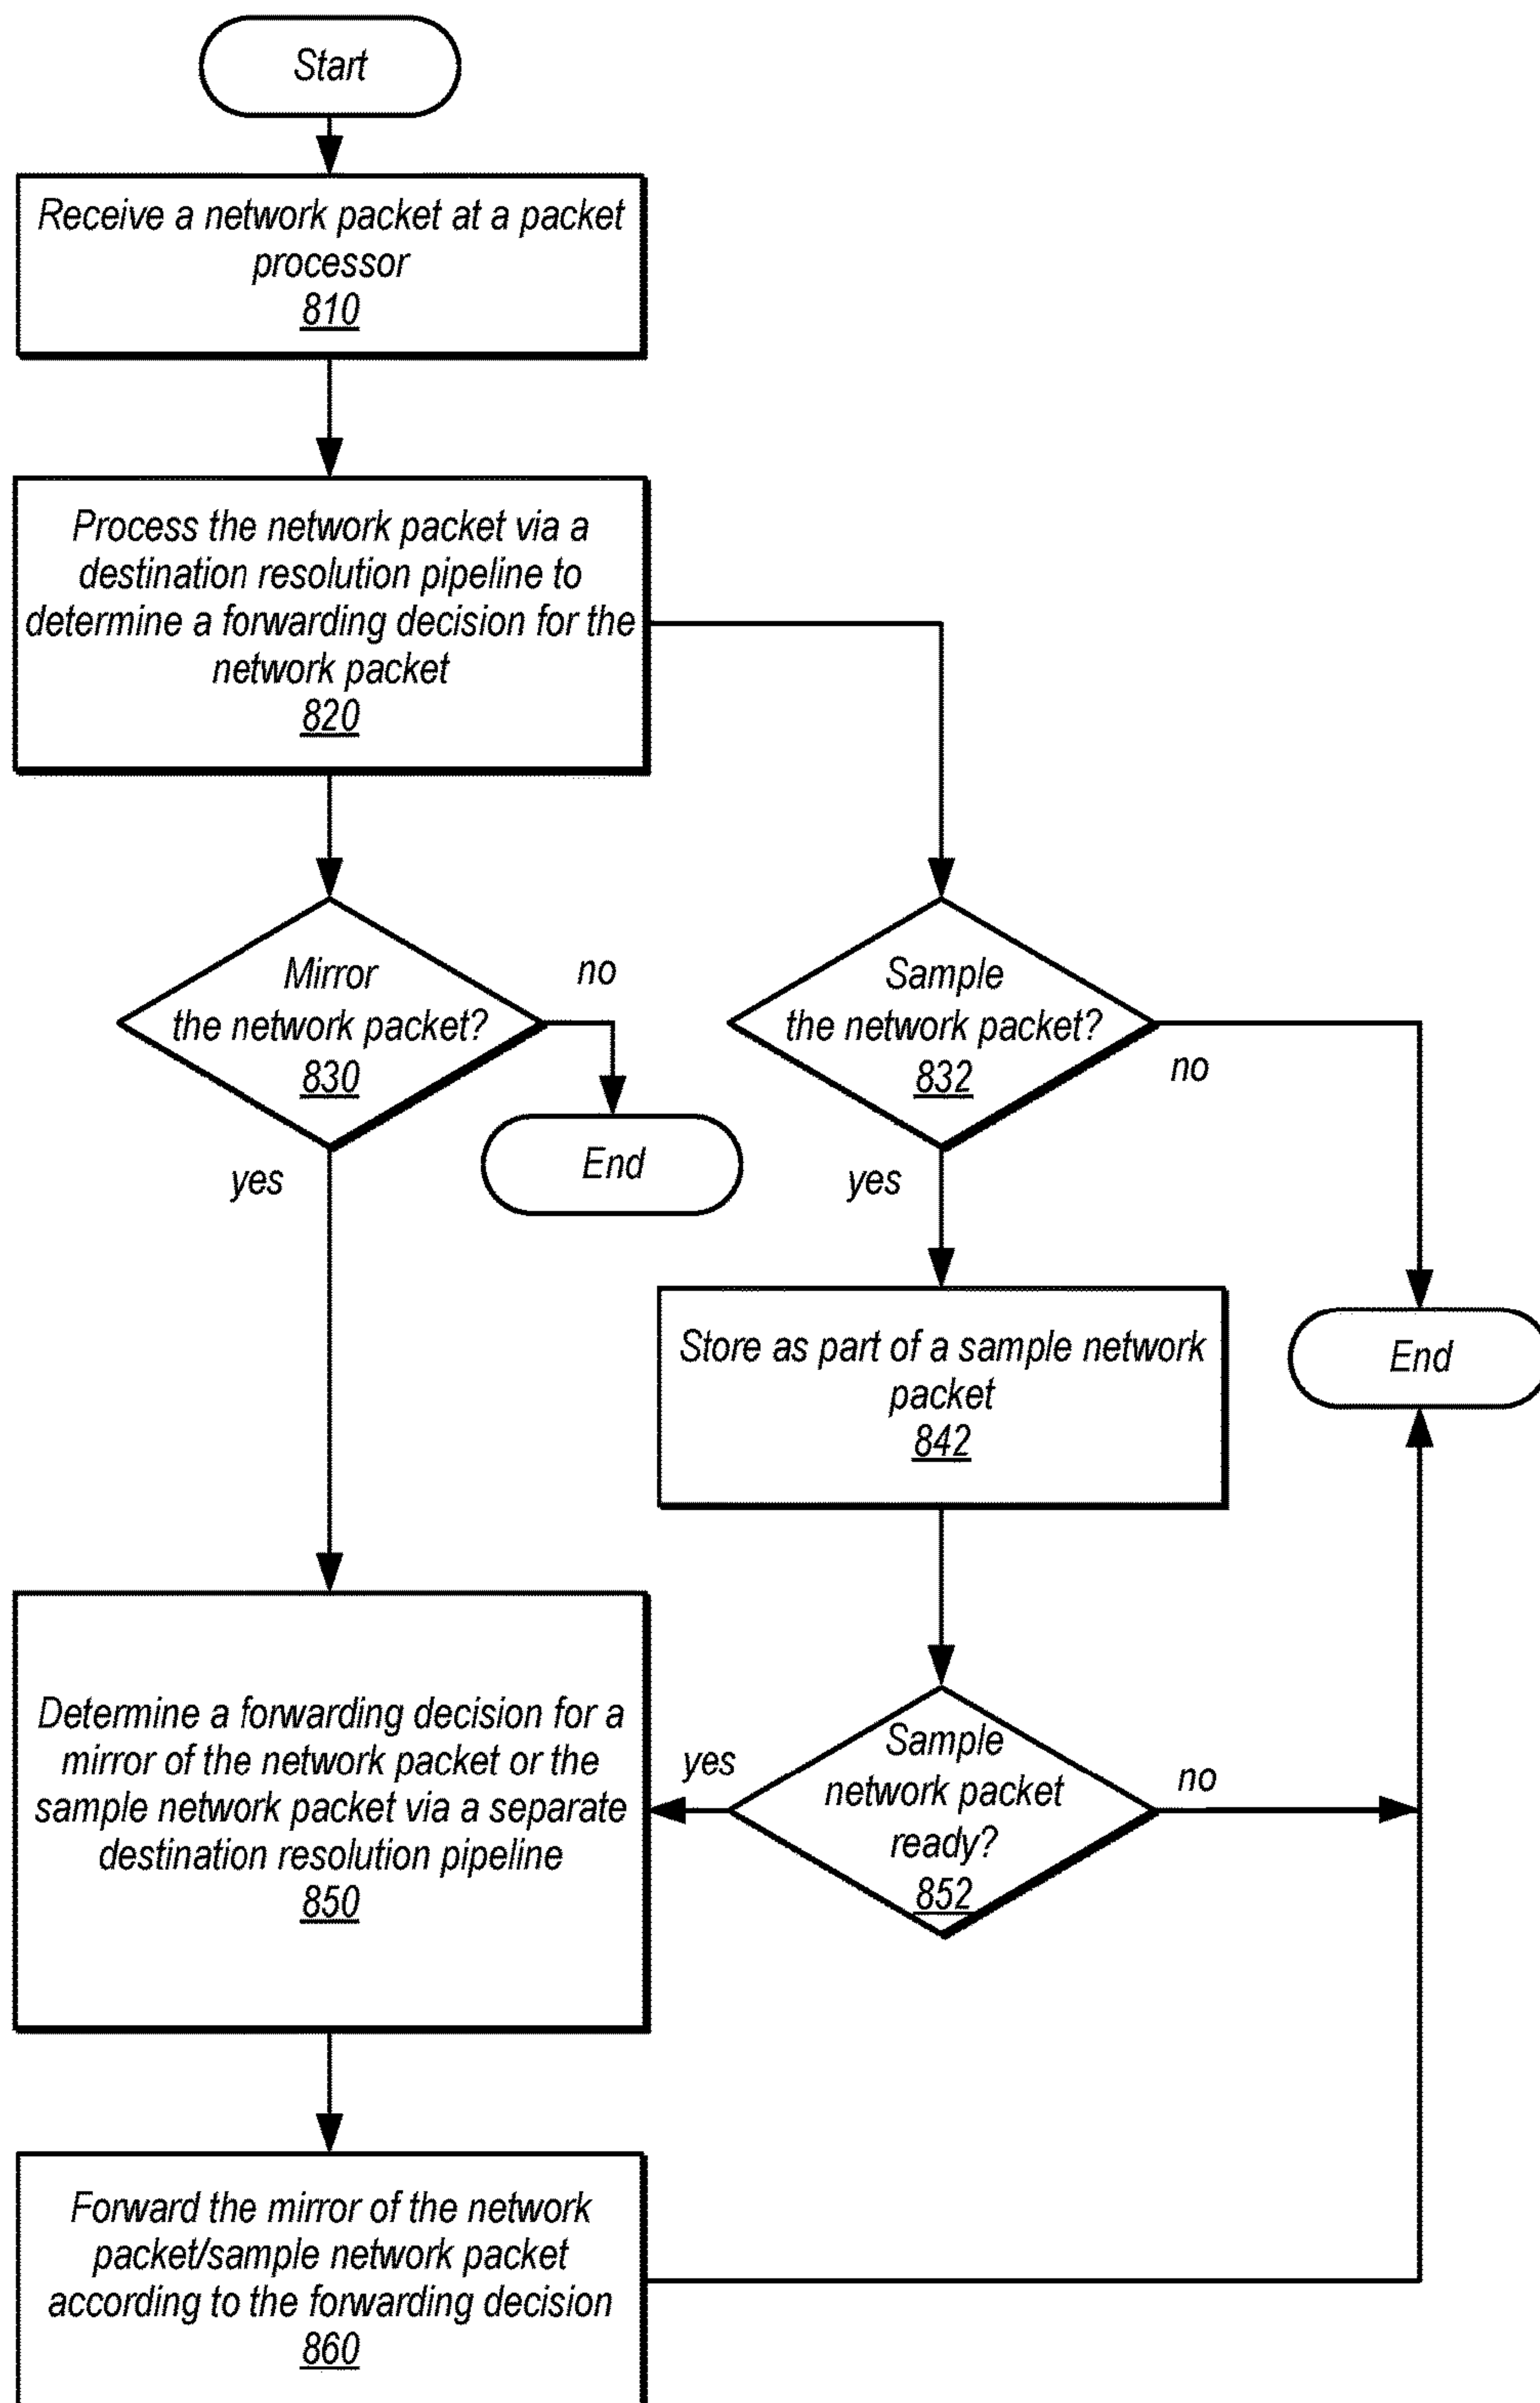 Start
Receive a network packet at a packet
processor
810
Process the network packet via a
destination resolution pipeline to
determine a forwarding decision for the
network packet
820
Mirror
the network packet?
830
no
yes
End
Sample
the network packet?
832
no
yes
Store as part of a sample network
packet
842
End
Determine a forwarding decision for a
mirror of the network packet or the
sample network packet via a separate
destination resolution pipeline
850
yes
Sample
network packet
ready?
852
no
Forward the mirror of the network
packet/sample network packet
according to the forwarding decision
860